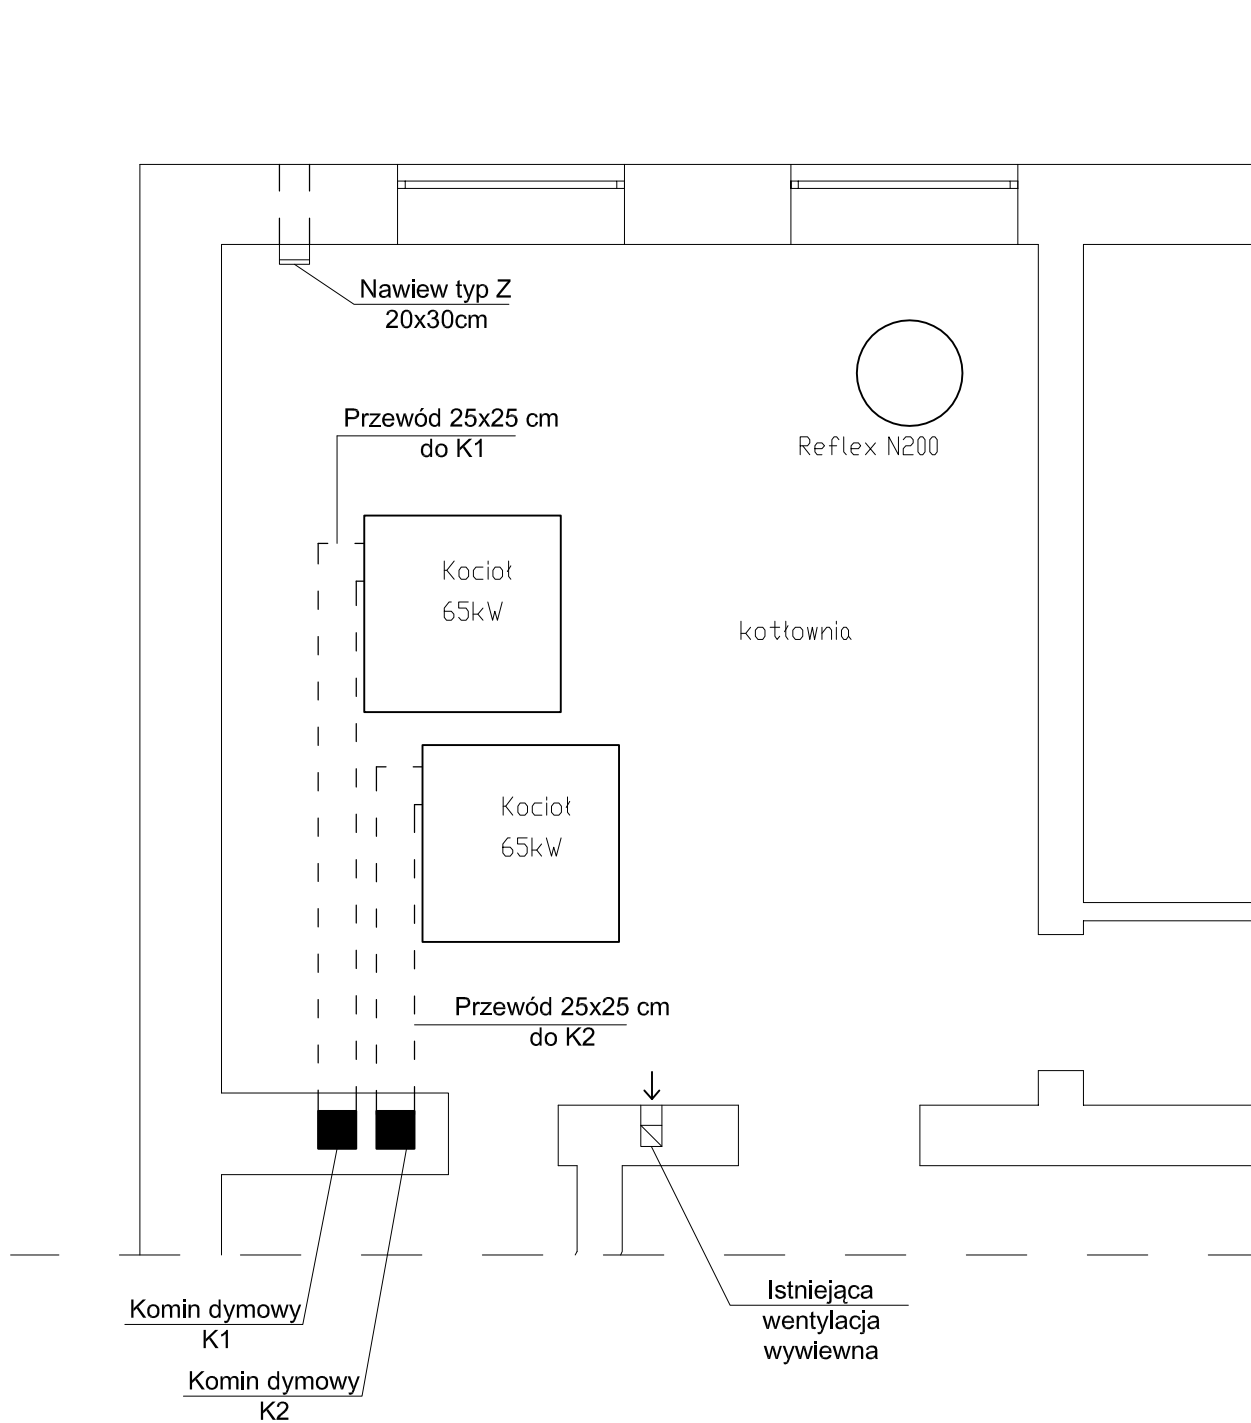 Nawiew typ Z
20x30cm
Przewód 25x25 cm
do K1
Reflex N200
Kocioł
65kW
kotłownia
Kocioł
65kW
Przewód 25x25 cm
do K2
Istniejąca
wentylacja
wywiewna
Komin dymowy
K1
Komin dymowy
K2